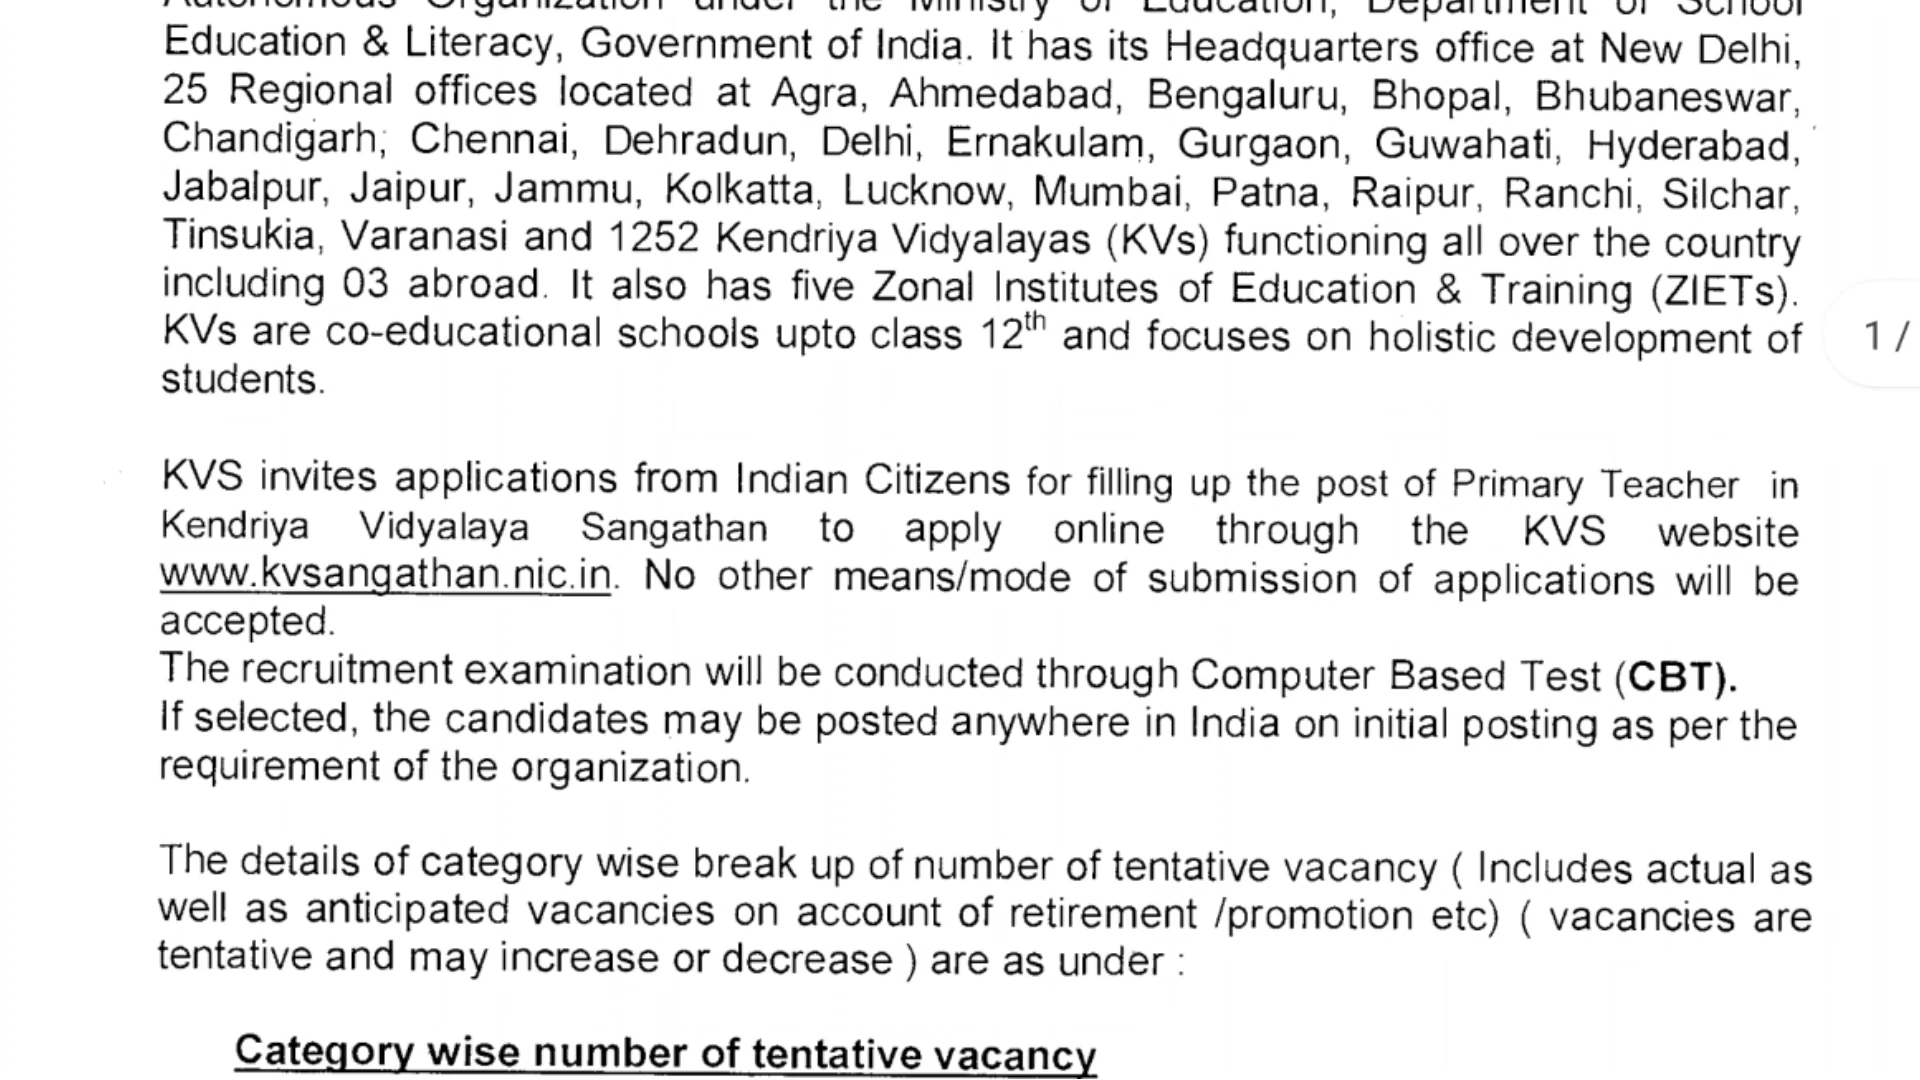 Autonomous Organization under the Ministry of Education, Department of School
Education & Literacy, Government of India. It has its Headquarters office at New Delhi,
25 Regional offices located at Agra, Ahmedabad, Bengaluru, Bhopal, Bhubaneswar,
Chandigarh, Chennai, Dehradun, Delhi, Ernakulam, Gurgaon, Guwahati, Hyderabad,
Jabalpur, Jaipur, Jammu, Kolkatta, Lucknow, Mumbai, Patna, Raipur, Ranchi, Silchar,
Tinsukia, Varanasi and 1252 Kendriya Vidyalayas (KVs) functioning all over the country
including 03 abroad. It also has five Zonal Institutes of Education & Training (ZIETs).
KVs are co-educational schools upto class 12th and focuses on holistic development of
students.
1 /
KVS invites applications from Indian Citizens for filling up the post of Primary Teacher in
Kendriya Vidyalaya Sangathan to apply online through the KVS website
www.kvsangathan.nic.in. No other means/mode of submission of applications will be
accepted.
The recruitment examination will be conducted through Computer Based Test (CBT).
If selected, the candidates may be posted anywhere in India on initial posting as per the
requirement of the organization.
The details of category wise break up of number of tentative vacancy ( Includes actual as
well as anticipated vacancies on account of retirement /promotion etc) ( vacancies are
tentative and may increase or decrease ) are as under :
Category wise number of tentative vacancy